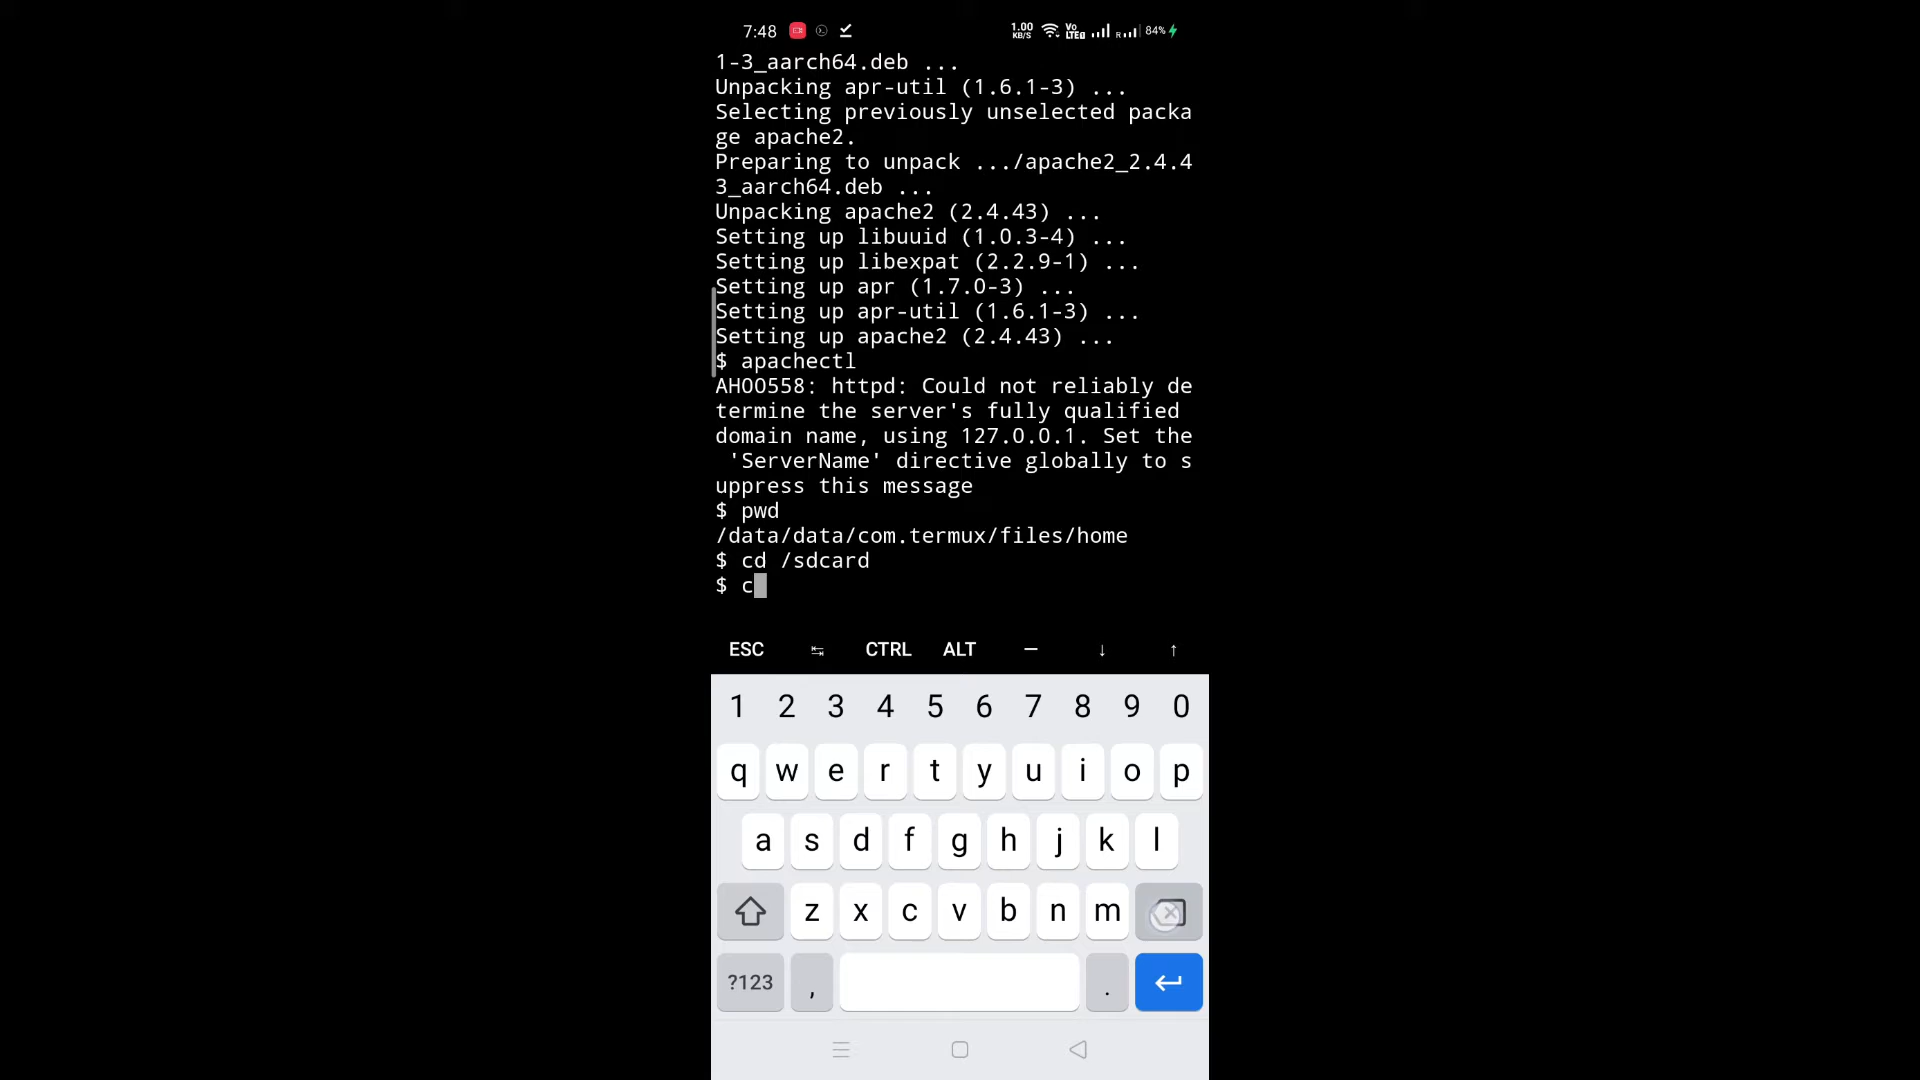 7:48 1.00 KB/S Vo LTE1 R 84%
1-3_aarch64.deb ...
Unpacking apr-util (1.6.1-3) ...
Selecting previously unselected packa
ge apache2.
Preparing to unpack .../apache2_2.4.4
3_aarch64.deb ...
Unpacking apache2 (2.4.43) ...
Setting up libuuid (1.0.3-4) ...
Setting up libexpat (2.2.9-1) ...
Setting up apr (1.7.0-3) ...
Setting up apr-util (1.6.1-3) ...
Setting up apache2 (2.4.43) ...
$ apachectl
AH00558: httpd: Could not reliably de
termine the server's fully qualified
domain name, using 127.0.0.1. Set the
'ServerName' directive globally to s
uppress this message
$ pwd
/data/data/com.termux/files/home
$ cd /sdcard
$ c
ESC ↹ CTRL ALT — ↓ ↑
1 2 3 4 5 6 7 8 9 0
q w e r t y u i o p
a s d f g h j k l
z x c v b n m
?123 , .